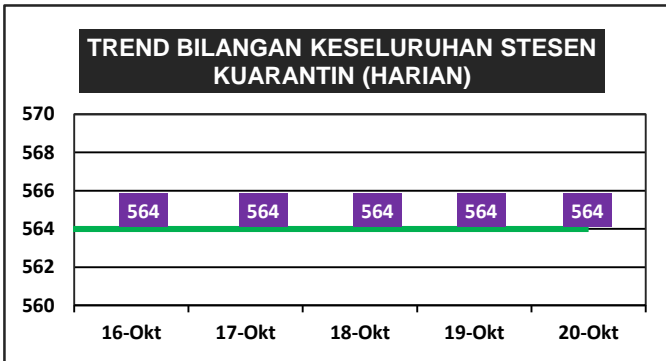 TREND BILANGAN KESELURUHAN STESEN
KUARANTIN (HARIAN)
570
568
566
564
562
560
564 564 564 564 564
16-Okt 17-Okt 18-Okt 19-Okt 20-Okt